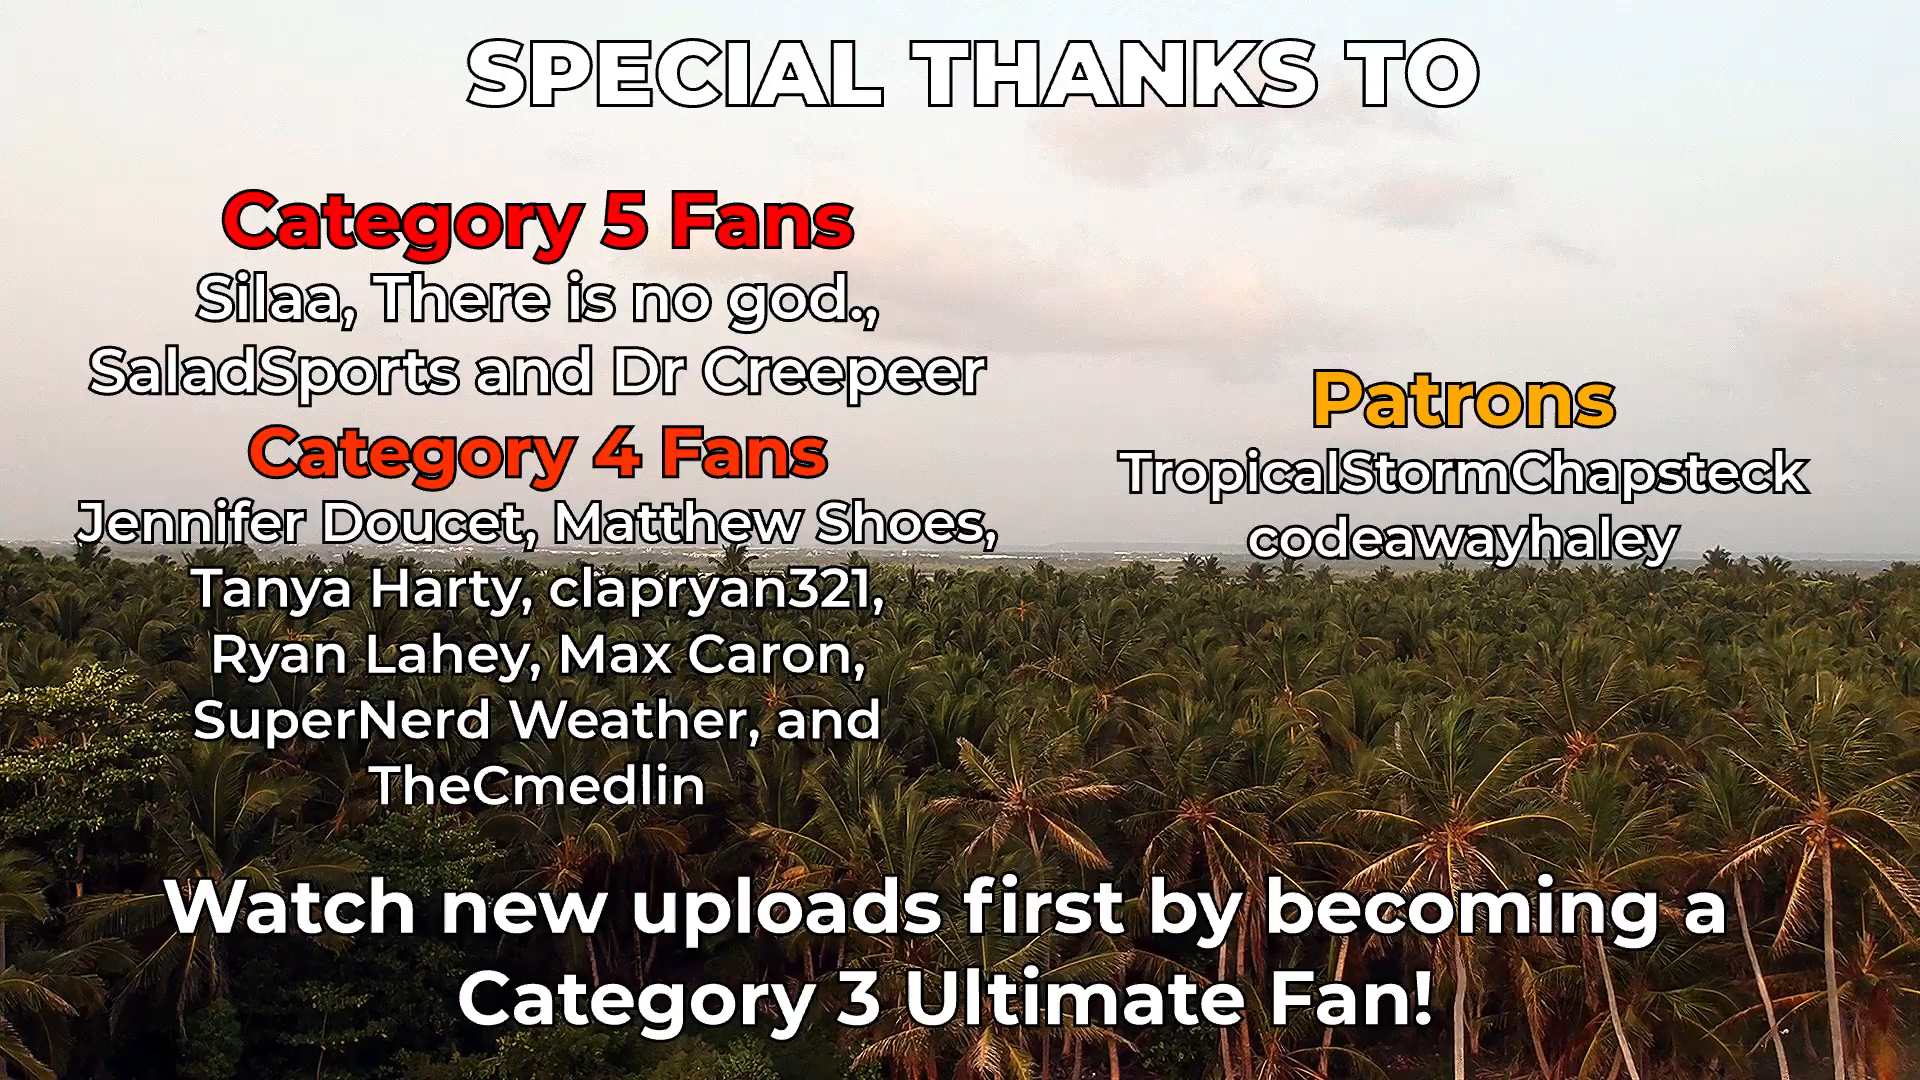 SPECIAL THANKS TO
Category 5 Fans
Silaa, There is no god.,
SaladSports and Dr Creepeer
Category 4 Fans
Jennifer Doucet, Matthew Shoes,
Tanya Harty, clapryan321,
Ryan Lahey, Max Caron,
SuperNerd Weather, and
TheCmedlin
Patrons
TropicalStormChapsteck
codeawayhaley
Watch new uploads first by becoming a
Category 3 Ultimate Fan!